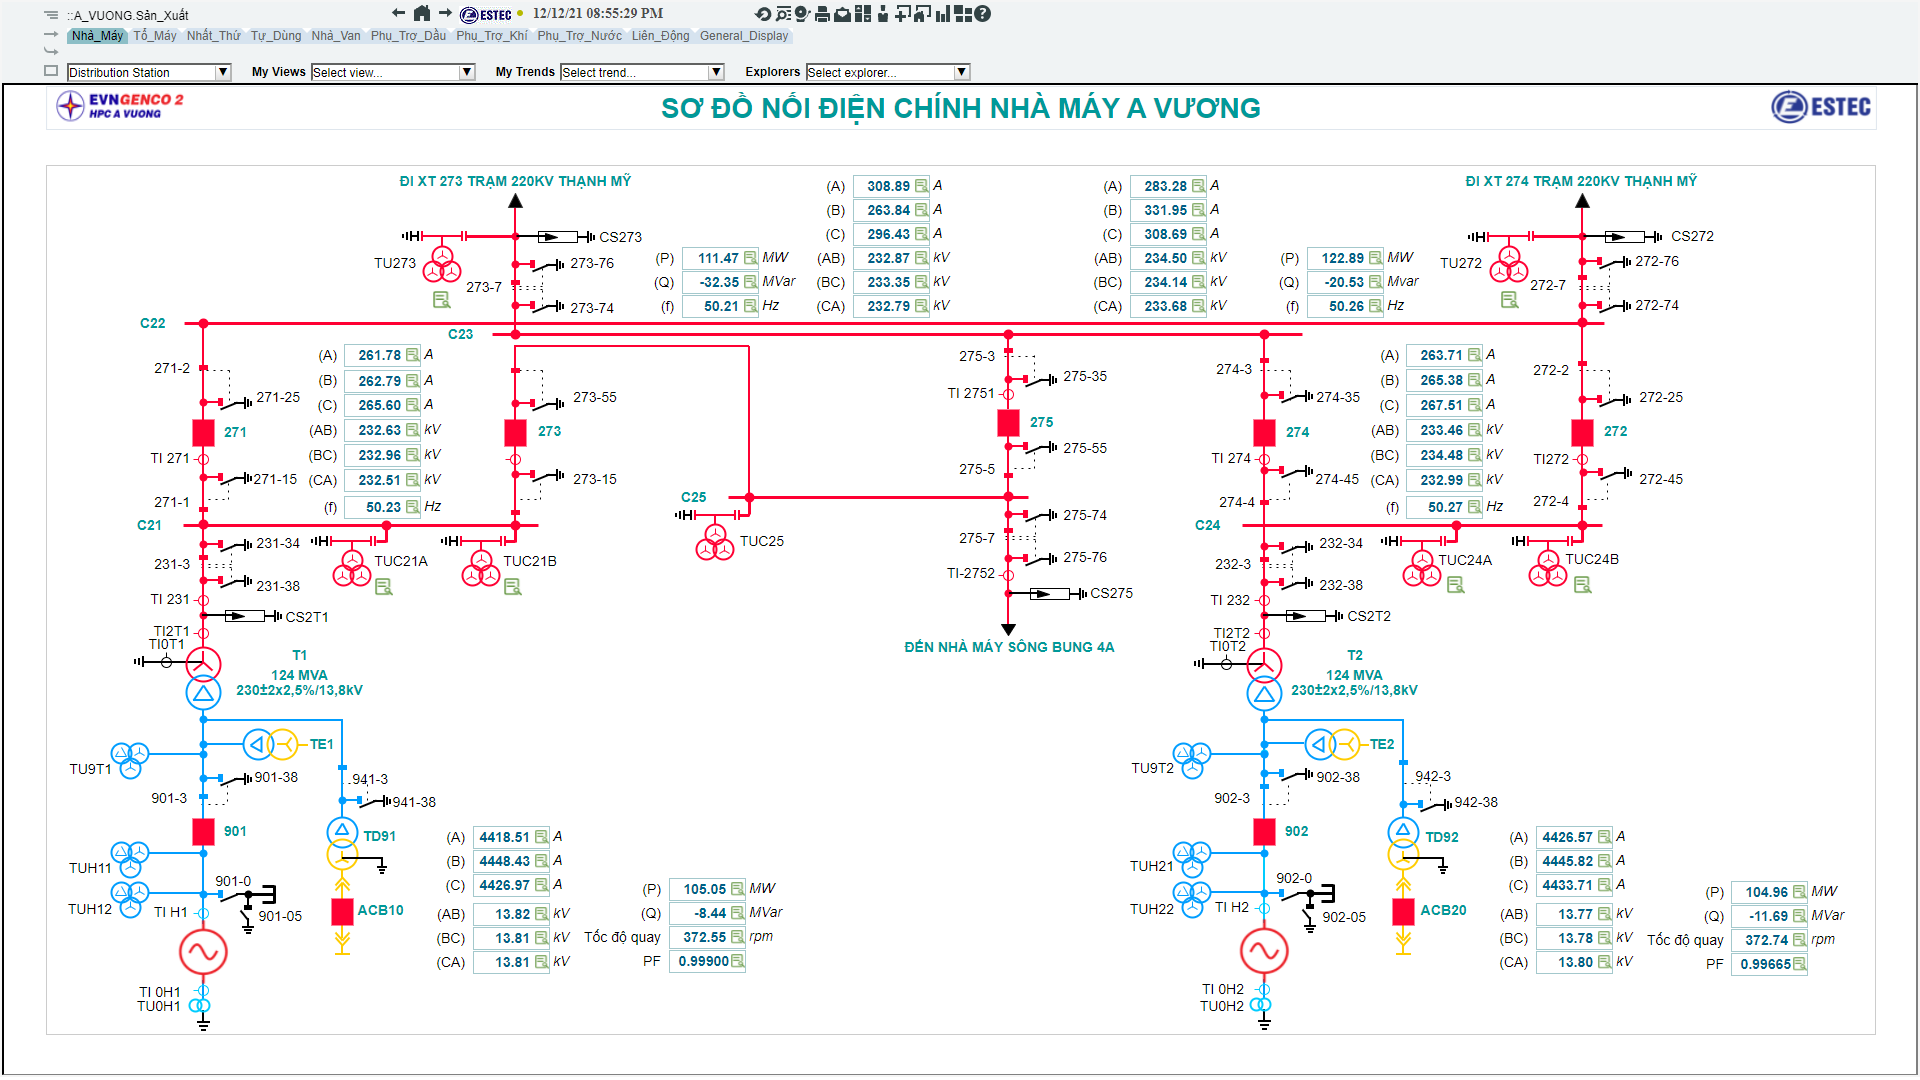 ::A_VUONG.Sản_Xuất
ESTEC
12/12/21 08:55:29 PM
Nhà_Máy Tổ_Máy Nhất_Thứ Tự_Dùng Nhà_Van Phụ_Trợ_Dầu Phụ_Trợ_Khí Phụ_Trợ_Nước Liên_Động General_Display
Distribution Station My Views Select view... My Trends Select trend... Explorers Select explorer...
EVNGENCO 2
HPC A VUONG
SƠ ĐỒ NỐI ĐIỆN CHÍNH NHÀ MÁY A VƯƠNG
ESTEC
ĐI XT 273 TRẠM 220KV THẠNH MỸ
CS273
TU273
273-76
273-7
273-74
(P) 111.47 MW
(Q) -32.35 MVar
(f) 50.21 Hz
(A) 308.89 A
(B) 263.84 A
(C) 296.43 A
(AB) 232.87 kV
(BC) 233.35 kV
(CA) 232.79 kV
(A) 283.28 A
(B) 331.95 A
(C) 308.69 A
(AB) 234.50 kV
(BC) 234.14 kV
(CA) 233.68 kV
(P) 122.89 MW
(Q) -20.53 Mvar
(f) 50.26 Hz
ĐI XT 274 TRẠM 220KV THẠNH MỸ
CS272
TU272
272-76
272-7
272-74
C22
C23
271-2
271-25
271
TI 271
271-15
271-1
C21
(A) 261.78 A
(B) 262.79 A
(C) 265.60 A
(AB) 232.63 kV
(BC) 232.96 kV
(CA) 232.51 kV
(f) 50.23 Hz
273-55
273
273-15
275-3
275-35
TI 2751
275
275-55
275-5
C25
TUC25
275-74
275-7
275-76
TI-2752
CS275
ĐẾN NHÀ MÁY SÔNG BUNG 4A
274-3
274-35
274
TI 274
274-45
274-4
C24
(A) 263.71 A
(B) 265.38 A
(C) 267.51 A
(AB) 233.46 kV
(BC) 234.48 kV
(CA) 232.99 kV
(f) 50.27 Hz
272-2
272-25
272
TI272
272-45
272-4
231-34
231-3
231-38
TI 231
CS2T1
TI2T1
TI0T1
TUC21A
TUC21B
T1
124 MVA
230±2x2,5%/13,8kV
232-34
232-3
232-38
TI 232
CS2T2
TI2T2
TI0T2
TUC24A
TUC24B
T2
124 MVA
230±2x2,5%/13,8kV
TE1
TU9T1
901-38
901-3
941-3
941-38
901
TD91
TUH11
TUH12
901-0
901-05
TI H1
ACB10
TI 0H1
TU0H1
(A) 4418.51 A
(B) 4448.43 A
(C) 4426.97 A
(AB) 13.82 kV
(BC) 13.81 kV
(CA) 13.81 kV
(P) 105.05 MW
(Q) -8.44 MVar
Tốc độ quay 372.55 rpm
PF 0.99900
TE2
TU9T2
902-38
902-3
942-3
942-38
902
TD92
TUH21
TUH22
902-0
902-05
TI H2
ACB20
TI 0H2
TU0H2
(A) 4426.57 A
(B) 4445.82 A
(C) 4433.71 A
(AB) 13.77 kV
(BC) 13.78 kV
(CA) 13.80 kV
(P) 104.96 MW
(Q) -11.69 MVar
Tốc độ quay 372.74 rpm
PF 0.99665